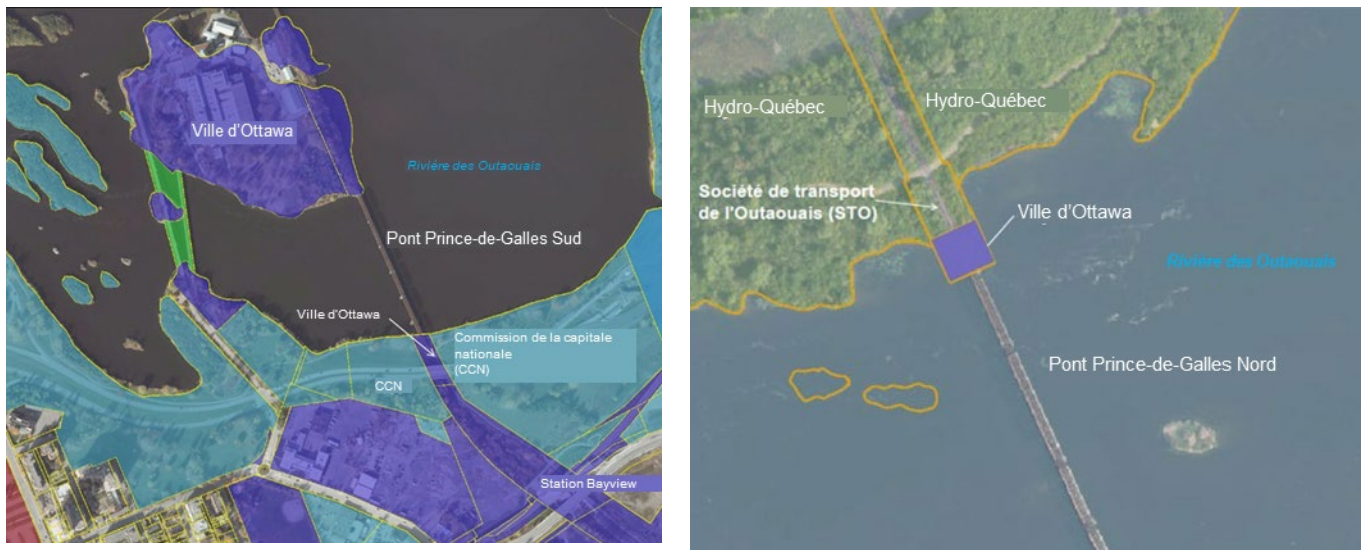 Ville d'Ottawa
Riviére des Outaouais
Pont Prince-de-Galles Sud
Ville d'Ottawa
Commission de la capitale
nationale
(CCN)
CCN
Station Bayview
Hydro-Québec
Hydro-Québec
Société de transport
de l'Outaouais (STO)
Ville d'Ottawa
Riviére des Outaouais
Pont Prince-de-Galles Nord